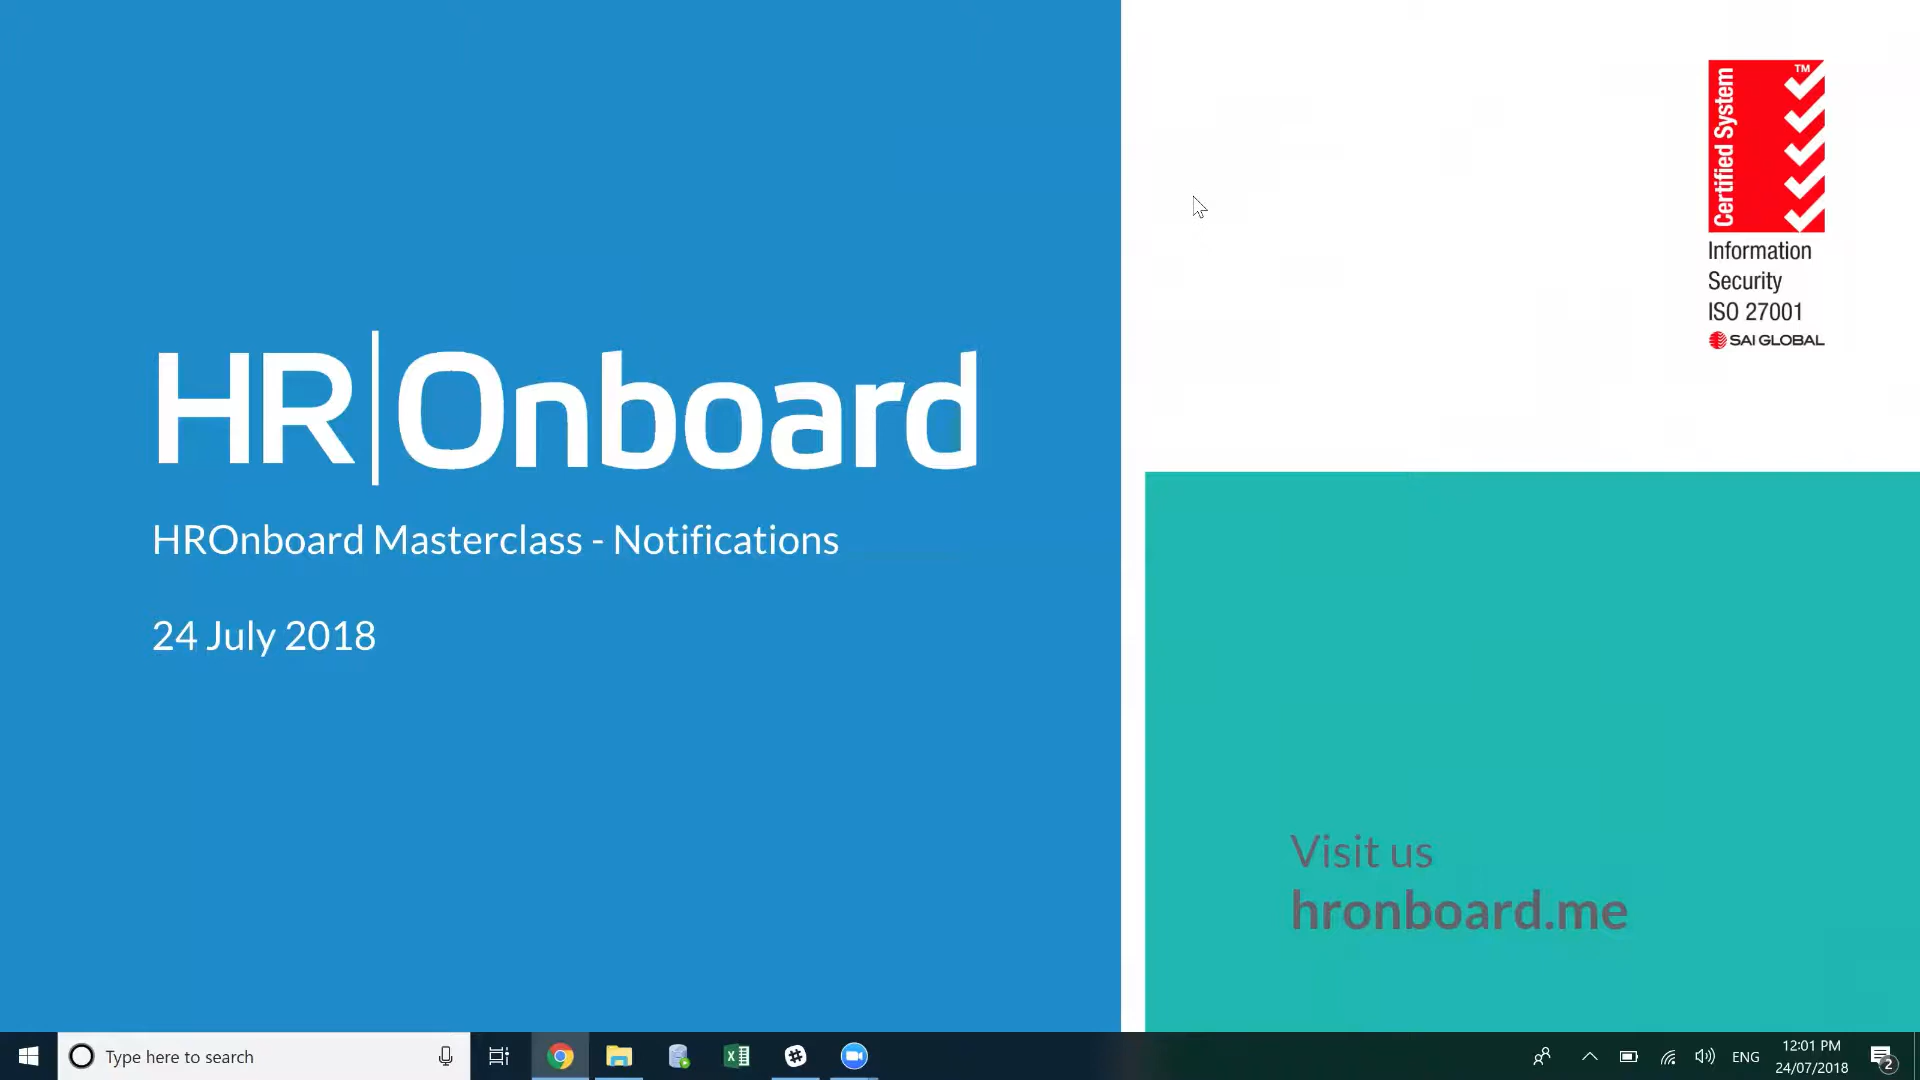 HR|Onboard
HROnboard Masterclass - Notifications
24 July 2018
Certified System
TM
Information
Security
ISO 27001
SAI GLOBAL
Visit us
hronboard.me
Type here to search
ENG
12:01 PM
24/07/2018
2